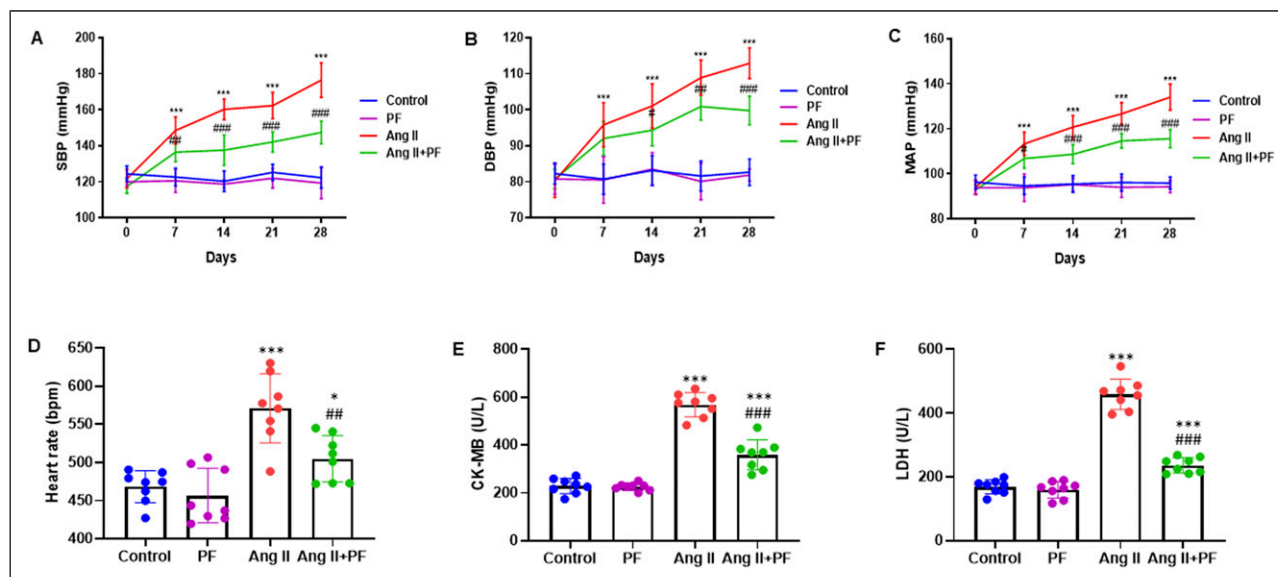 A
SBP (mmHg)
200
180
160
140
120
100
***
***
***
***
##
###
###
###
0 7 14 21 28
Days
Control
PF
Ang II
Ang II+PF
B
DBP (mmHg)
120
110
100
90
80
70
***
***
***
***
#
##
###
0 7 14 21 28
Days
Control
PF
Ang II
Ang II+PF
C
MAP (mmHg)
160
140
120
100
80
***
***
***
***
#
###
###
###
0 7 14 21 28
Days
Control
PF
Ang II
Ang II+PF
D
Heart rate (bpm)
650
600
550
500
450
400
***
*
##
Control PF Ang II Ang II+PF
E
CK-MB (U/L)
800
600
400
200
0
***
***
###
Control PF Ang II Ang II+PF
F
LDH (U/L)
600
400
200
0
***
***
###
Control PF Ang II Ang II+PF